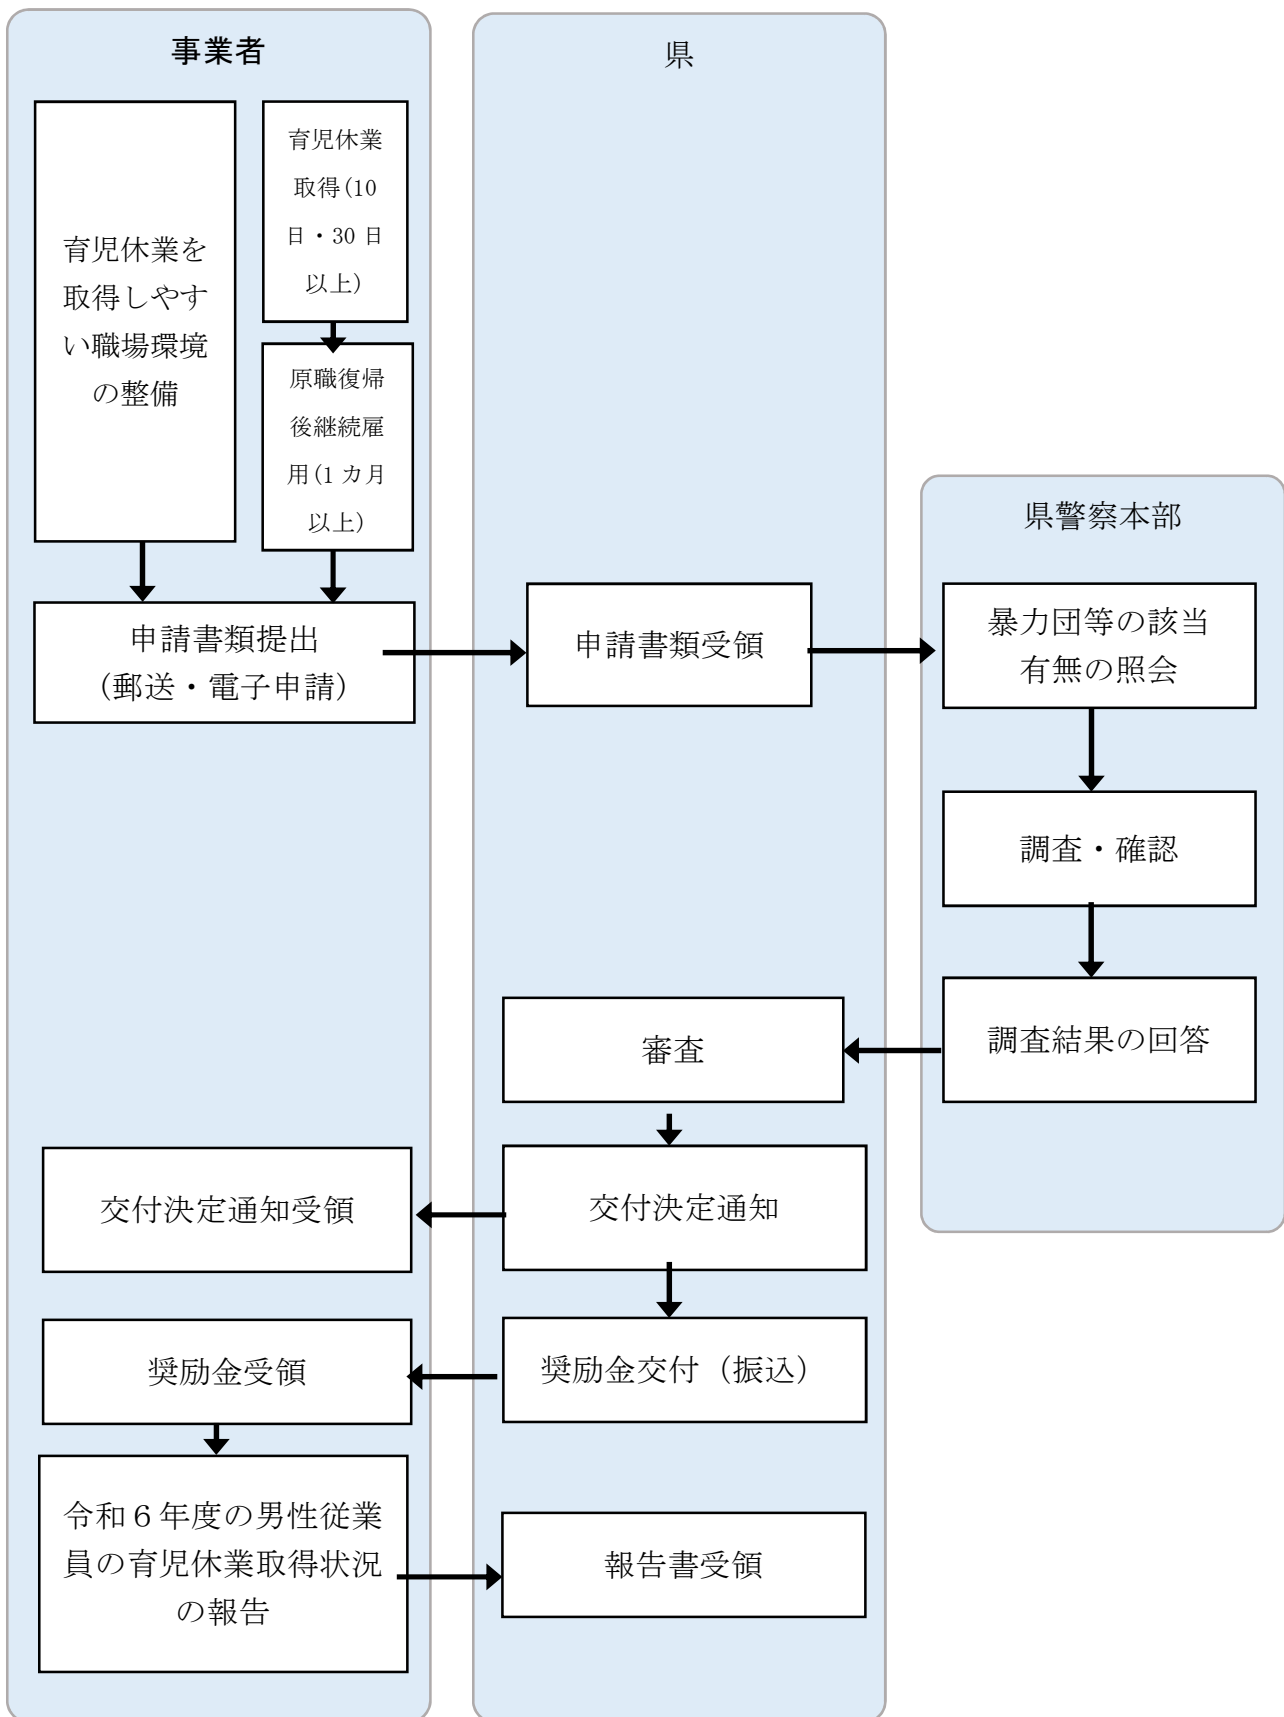 事業者
育児休業を
取得しやす
い職場環境
の整備
育児休業
取得(10
日・30 日
以上)
原職復帰
後継続雇
用(1 カ月
以上)
申請書類提出
(郵送・電子申請)
県
申請書類受領
県警察本部
暴力団等の該当
有無の照会
調査・確認
調査結果の回答
審査
交付決定通知
交付決定通知受領
奨励金交付（振込）
奨励金受領
令和６年度の男性従業
員の育児休業取得状況
の報告
報告書受領